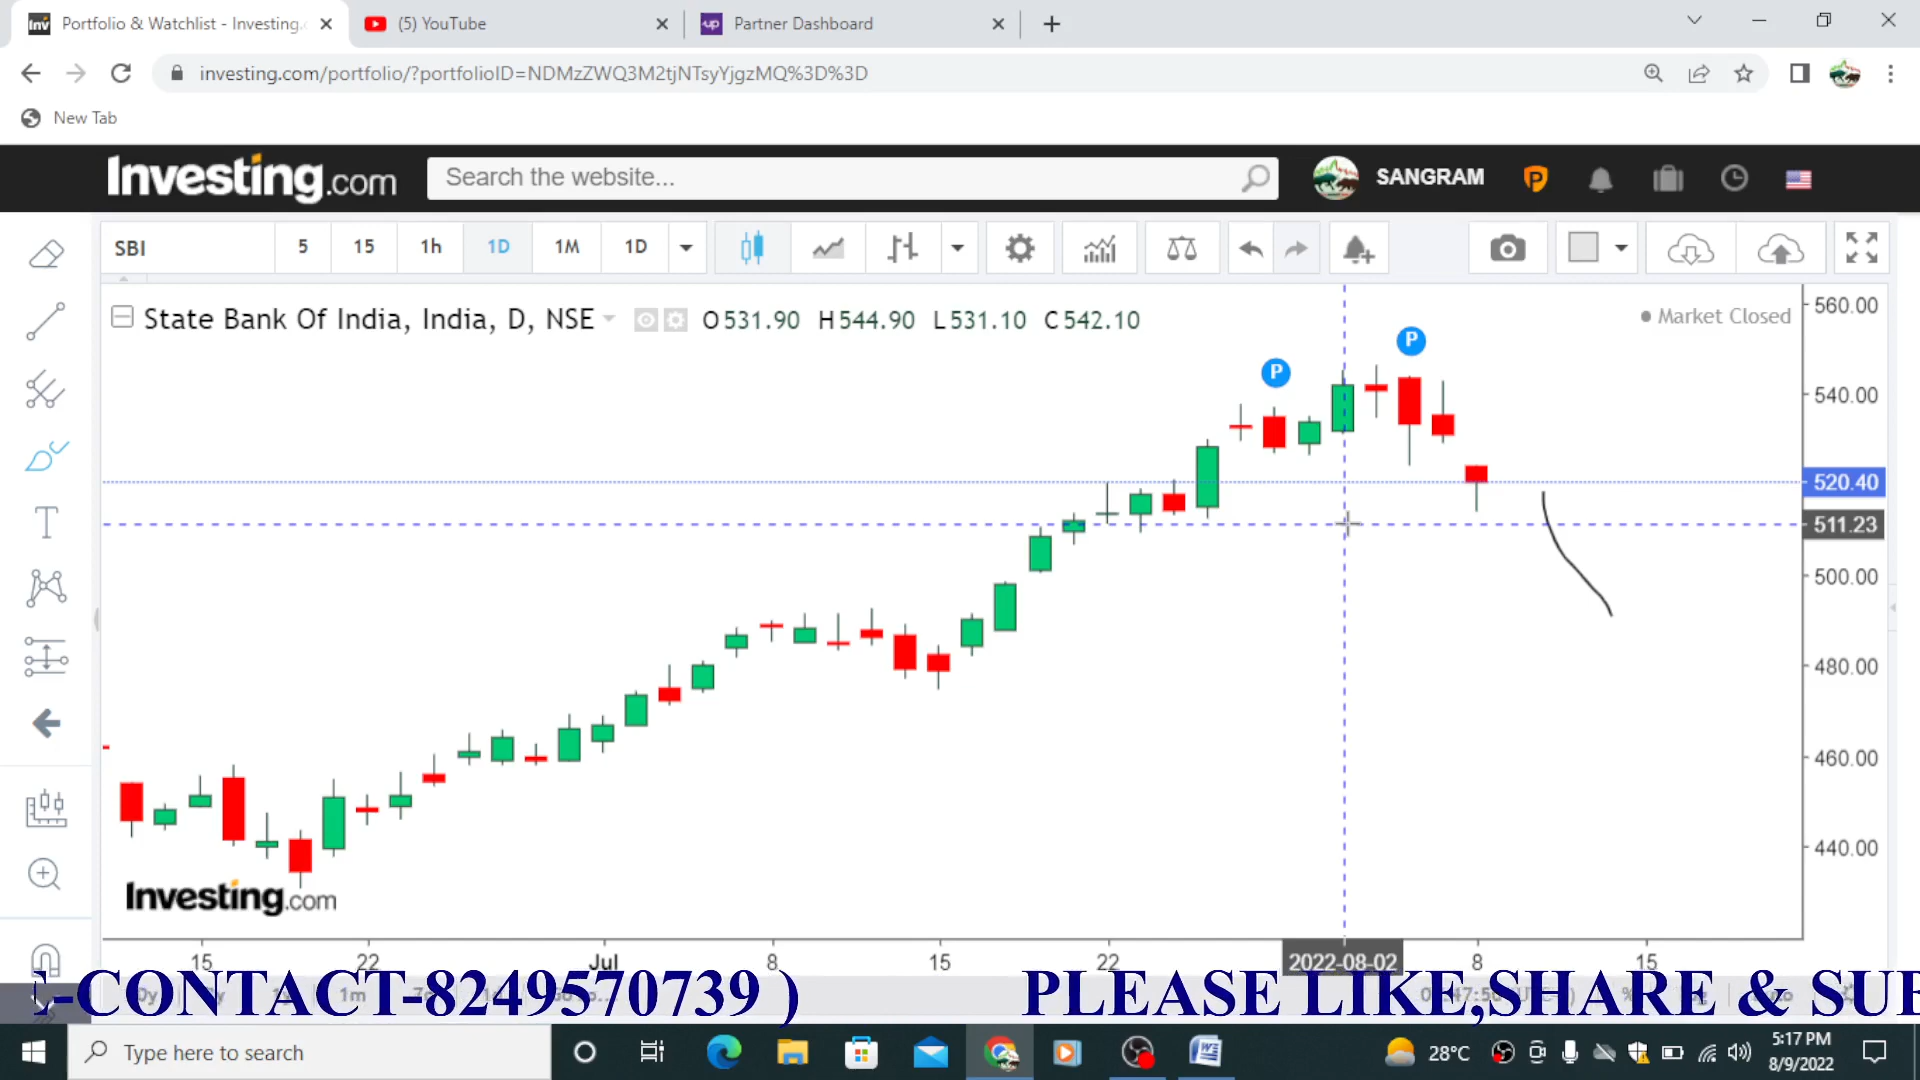 Portfolio & Watchlist - Investing.c
(5) YouTube
Partner Dashboard
investing.com/portfolio/?portfolioID=NDMzZWQ3M2tjNTsyYjgzMQ%3D%3D
New Tab
Investing.com
Search the website...
SANGRAM
SBI
5
15
1h
1D
1M
1D
State Bank Of India, India, D, NSE
O531.90 H544.90 L531.10 C542.10
Market Closed
P
P
560.00
540.00
520.40
511.23
500.00
480.00
460.00
440.00
Investing.com
15
22
Jul
8
15
22
2022-08-02
8
15
-CONTACT-8249570739 )
PLEASE LIKE,SHARE & SUB
Type here to search
28°C
5:17 PM
8/9/2022